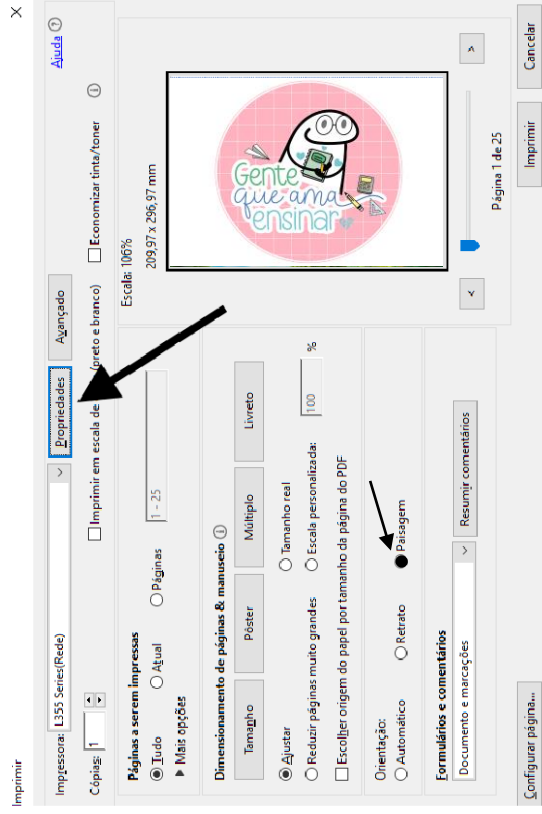 Imprimir
X
Impressora: L355 Series(Rede)
Propriedades
Avançado
Ajuda
Cópias: 1
Imprimir em escala de
(preto e branco)
Economizar tinta/toner
Páginas a serem impressas
Tudo
Atual
Páginas
1 - 25
Mais opções
Dimensionamento de páginas & manuseio
Tamanho
Pôster
Múltiplo
Livreto
Ajustar
Tamanho real
Reduzir páginas muito grandes
Escala personalizada:
100
%
Escolher origem do papel por tamanho da página do PDF
Orientação:
Automático
Retrato
Paisagem
Formulários e comentários
Documento e marcações
Resumir comentários
Escala: 106%
209,97 x 296,97 mm
Gente
que ama
ensinar
<
>
Página 1 de 25
Configurar página...
Imprimir
Cancelar